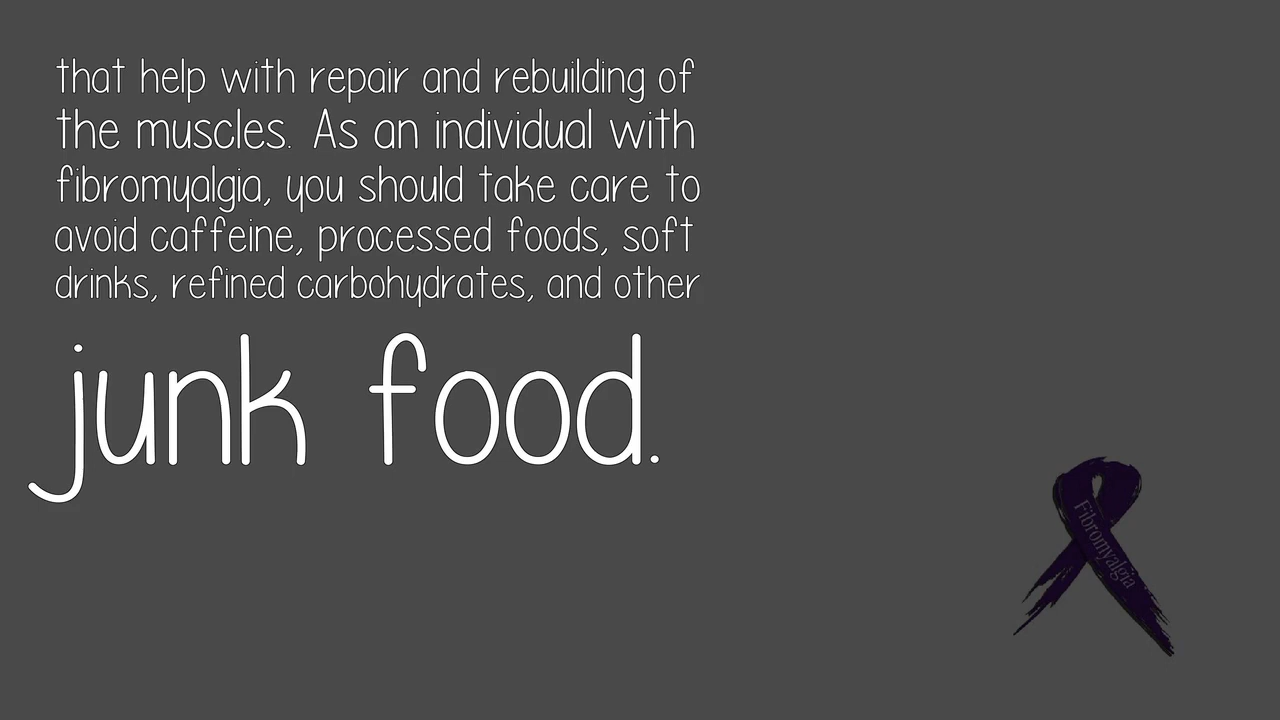 that help with repair and rebuilding of
the muscles. As an individual with
fibromyalgia, you should take care to
avoid caffeine, processed foods, soft
drinks, refined carbohydrates, and other
junk food.
Fibromyalgia